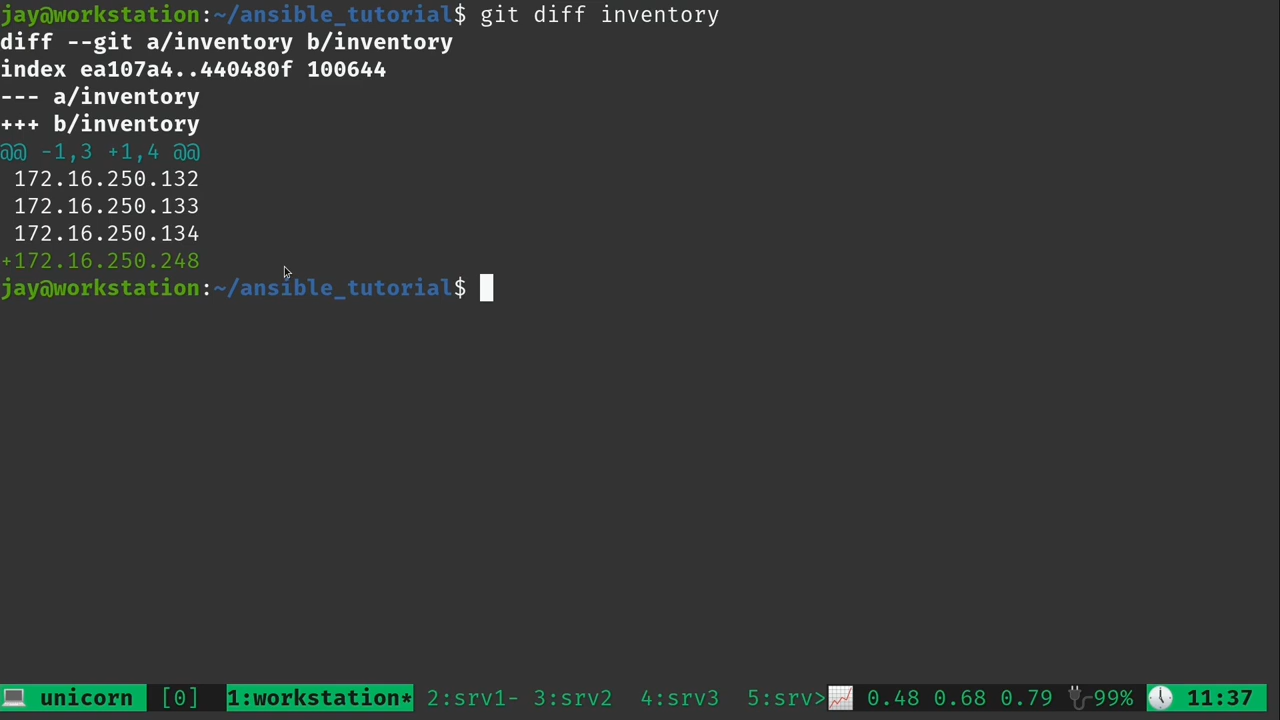 jay@workstation:~/ansible_tutorial$ git diff inventory
diff --git a/inventory b/inventory
index ea107a4..440480f 100644
--- a/inventory
+++ b/inventory
@@ -1,3 +1,4 @@
 172.16.250.132
 172.16.250.133
 172.16.250.134
+172.16.250.248
jay@workstation:~/ansible_tutorial$
unicorn [0] 1:workstation* 2:srv1- 3:srv2 4:srv3 5:srv> 0.48 0.68 0.79 99% 11:37